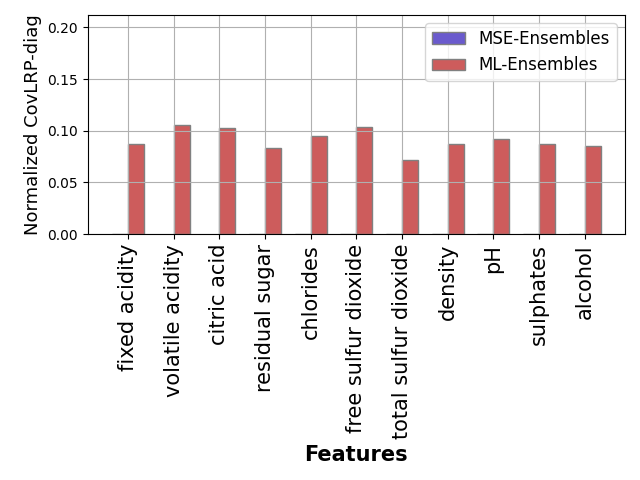 Normalized CovLRP-diag
0.20
0.15
0.10
0.05
0.00
MSE-Ensembles
ML-Ensembles
fixed acidity
volatile acidity
citric acid
residual sugar
chlorides
free sulfur dioxide
total sulfur dioxide
density
pH
sulphates
alcohol
Features